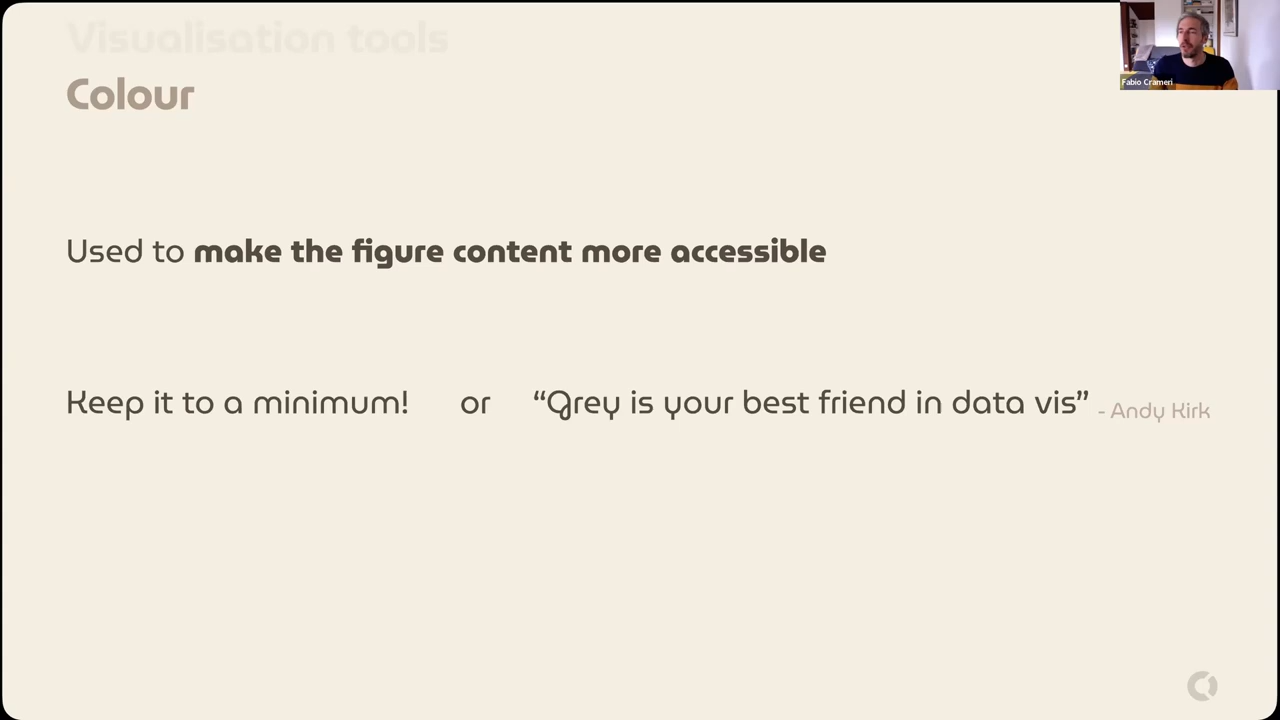 Visualisation tools
Colour
Fabio Crameri
Used to make the figure content more accessible
Keep it to a minimum! or “Grey is your best friend in data vis” - Andy Kirk